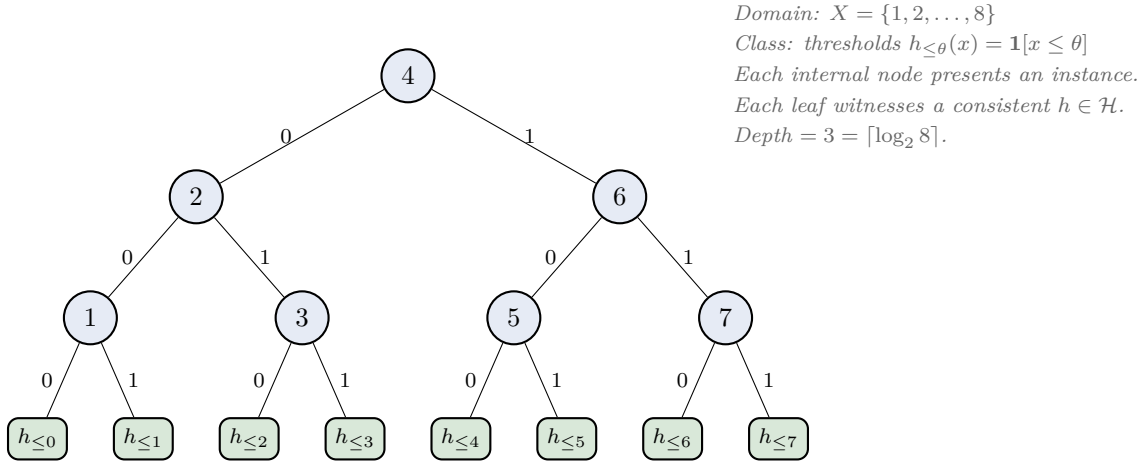 Domain: X = {1, 2, . . . , 8}
Class: thresholds h≤θ(x) = 1[x ≤ θ]
Each internal node presents an instance.
Each leaf witnesses a consistent h ∈ ℋ.
Depth = 3 = ⌈log₂ 8⌉.
4
0 1
2 6
0 1 0 1
1 3 5 7
0 1 0 1 0 1 0 1
h≤0 h≤1 h≤2 h≤3 h≤4 h≤5 h≤6 h≤7